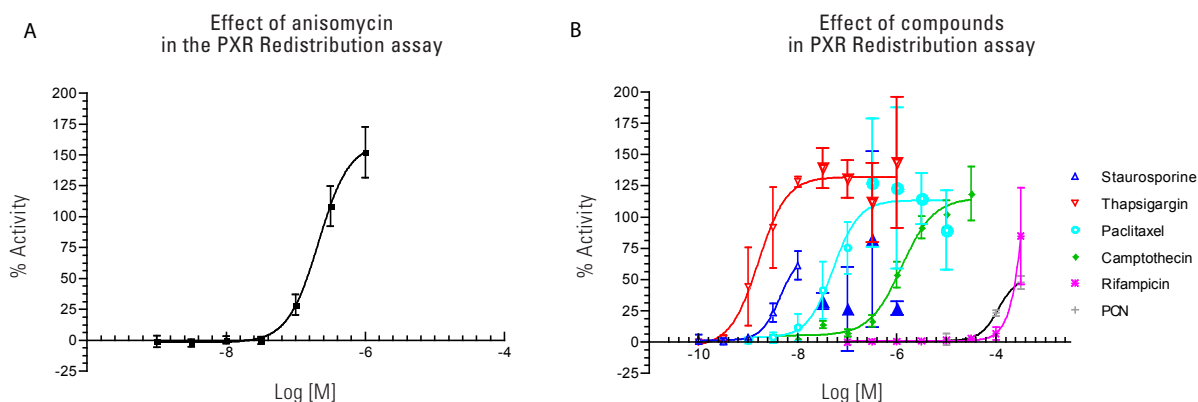 A
Effect of anisomycin
in the PXR Redistribution assay
% Activity
200
175
150
125
100
75
50
25
0
-25
-8
-6
-4
Log [M]
B
Effect of compounds
in PXR Redistribution assay
% Activity
200
175
150
125
100
75
50
25
0
-25
-10
-8
-6
-4
Log [M]
Staurosporine
Thapsigargin
Paclitaxel
Camptothecin
Rifampicin
PCN